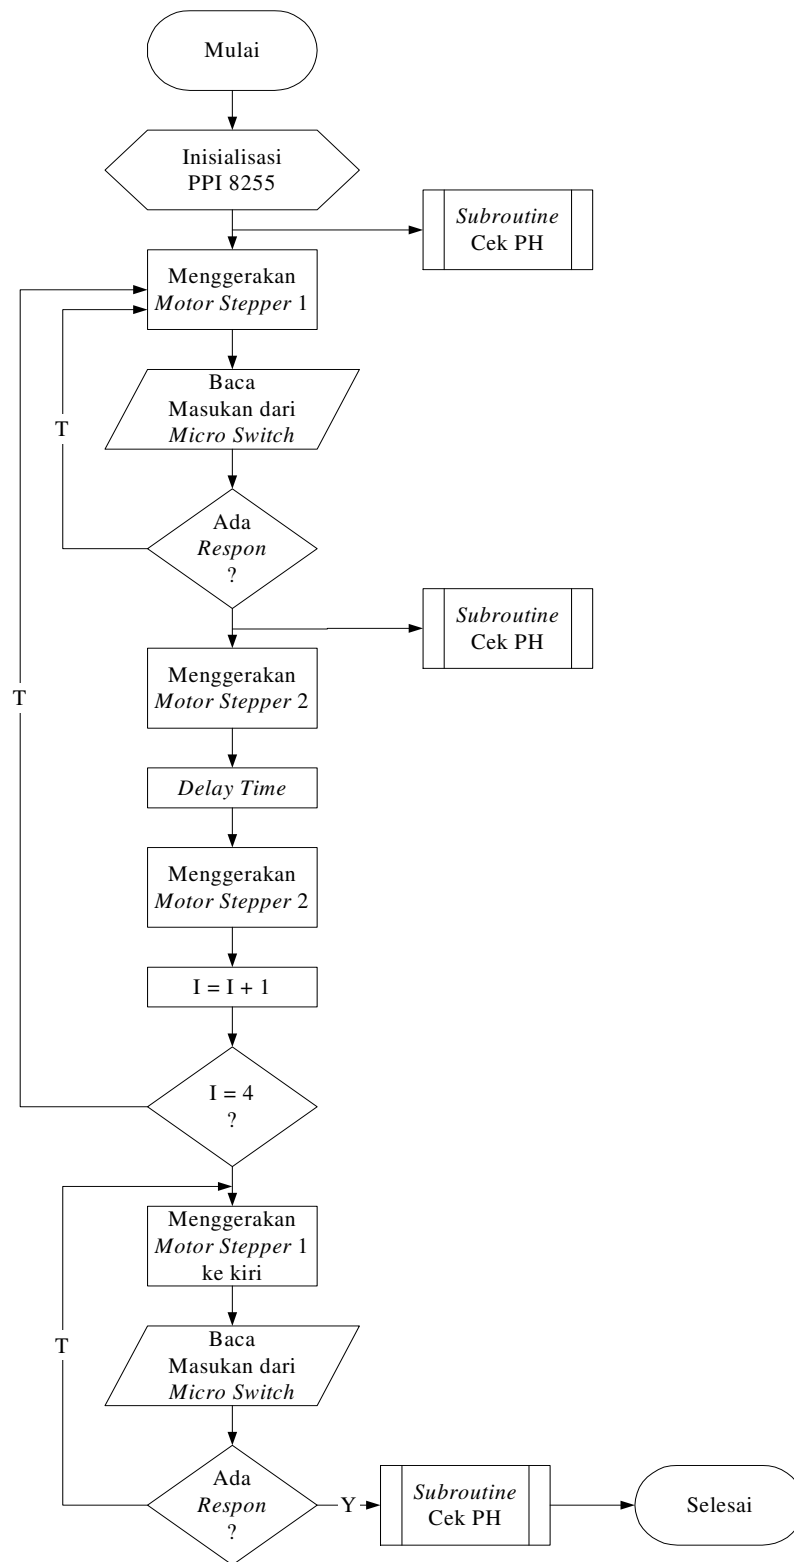 Mulai
Inisialisasi
PPI 8255
Subroutine
Cek PH
Menggerakan
Motor Stepper 1
Baca
Masukan dari
Micro Switch
T
Ada
Respon
?
Subroutine
Cek PH
Menggerakan
Motor Stepper 2
T
Delay Time
Menggerakan
Motor Stepper 2
I = I + 1
I = 4
?
Menggerakan
Motor Stepper 1
ke kiri
T
Baca
Masukan dari
Micro Switch
Ada
Respon
?
Y
Subroutine
Cek PH
Selesai